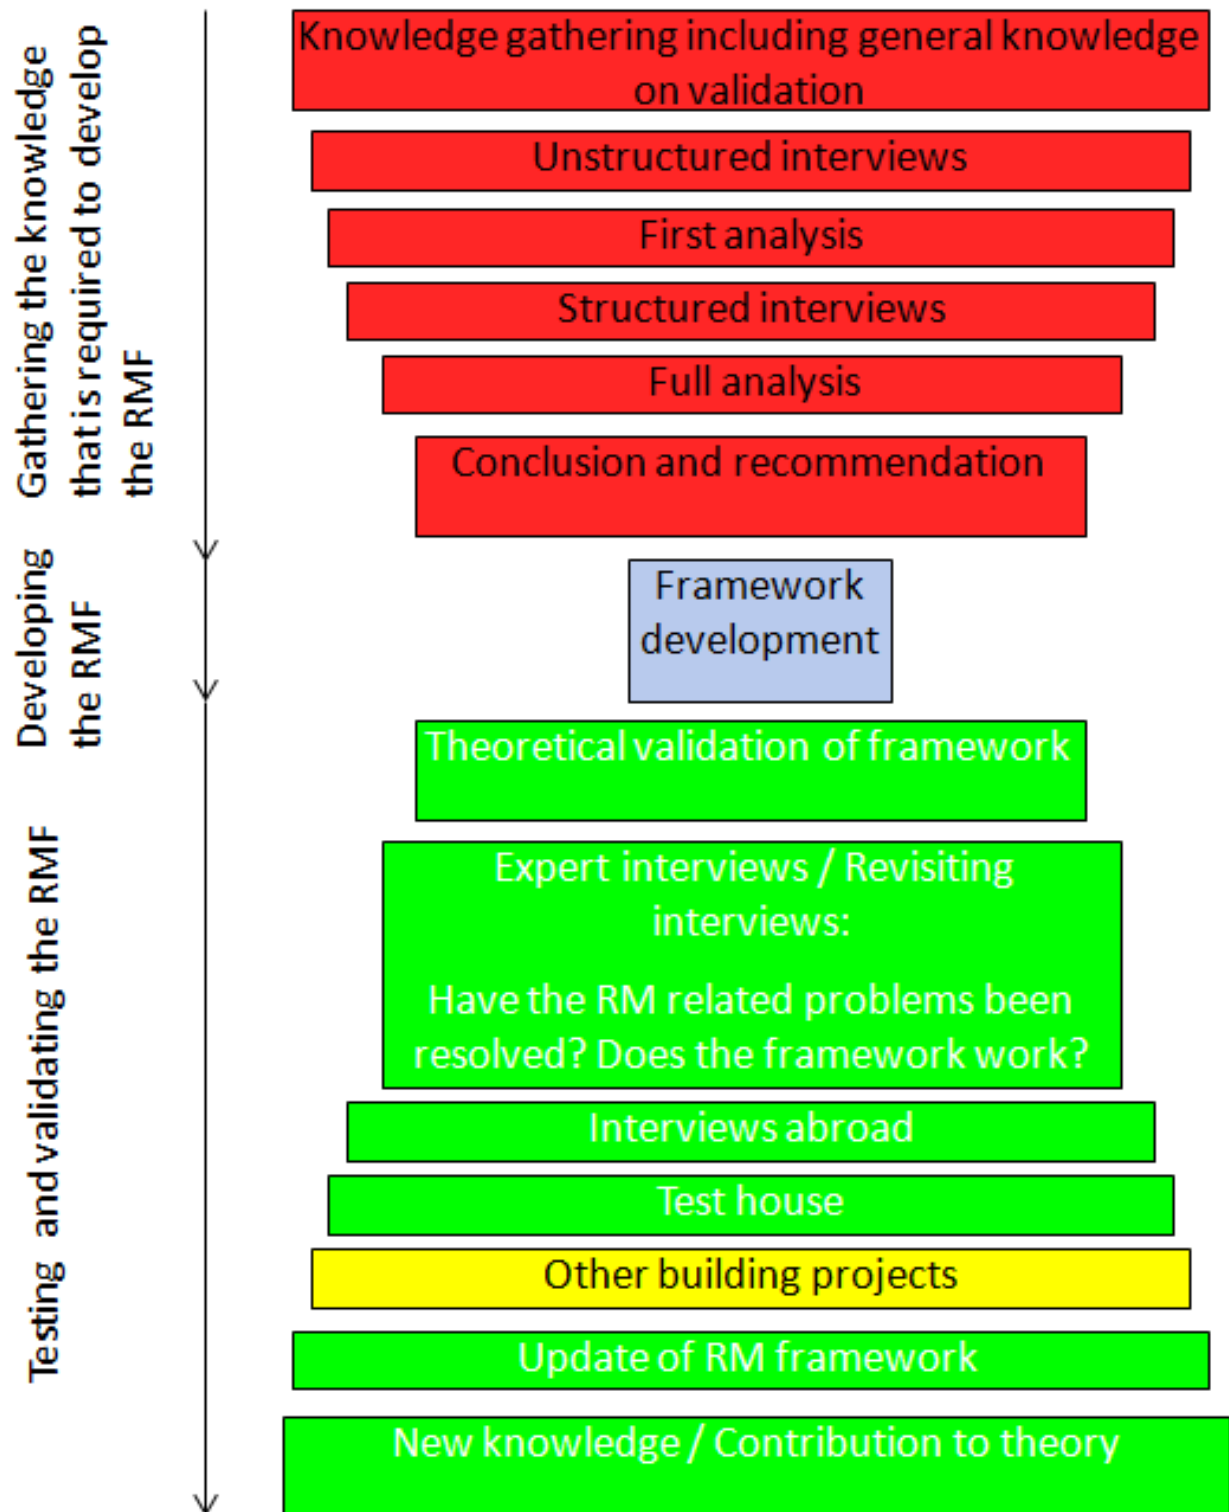 Gathering the knowledge
that is required to develop
the RMF
Knowledge gathering including general knowledge
on validation
Unstructured interviews
First analysis
Structured interviews
Full analysis
Conclusion and recommendation
Developing
the RMF
Framework
development
Testing and validating the RMF
Theoretical validation of framework
Expert interviews / Revisiting
interviews:
Have the RM related problems been
resolved? Does the framework work?
Interviews abroad
Test house
Other building projects
Update of RM framework
New knowledge / Contribution to theory